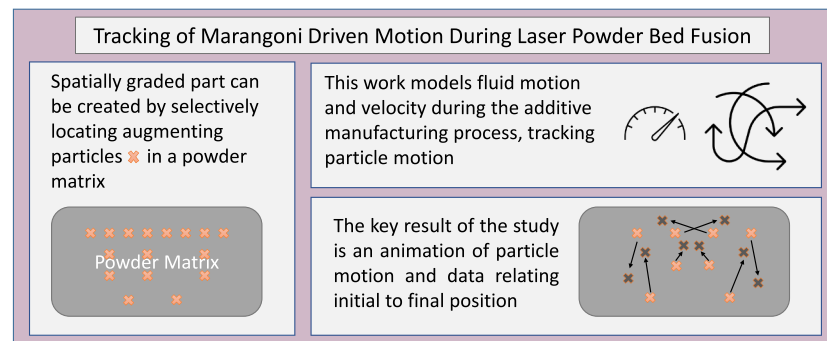 Tracking of Marangoni Driven Motion During Laser Powder Bed Fusion
Spatially graded part can
be created by selectively
locating augmenting
particles in a powder
matrix
Powder Matrix
This work models fluid motion
and velocity during the additive
manufacturing process, tracking
particle motion
The key result of the study
is an animation of particle
motion and data relating
initial to final position